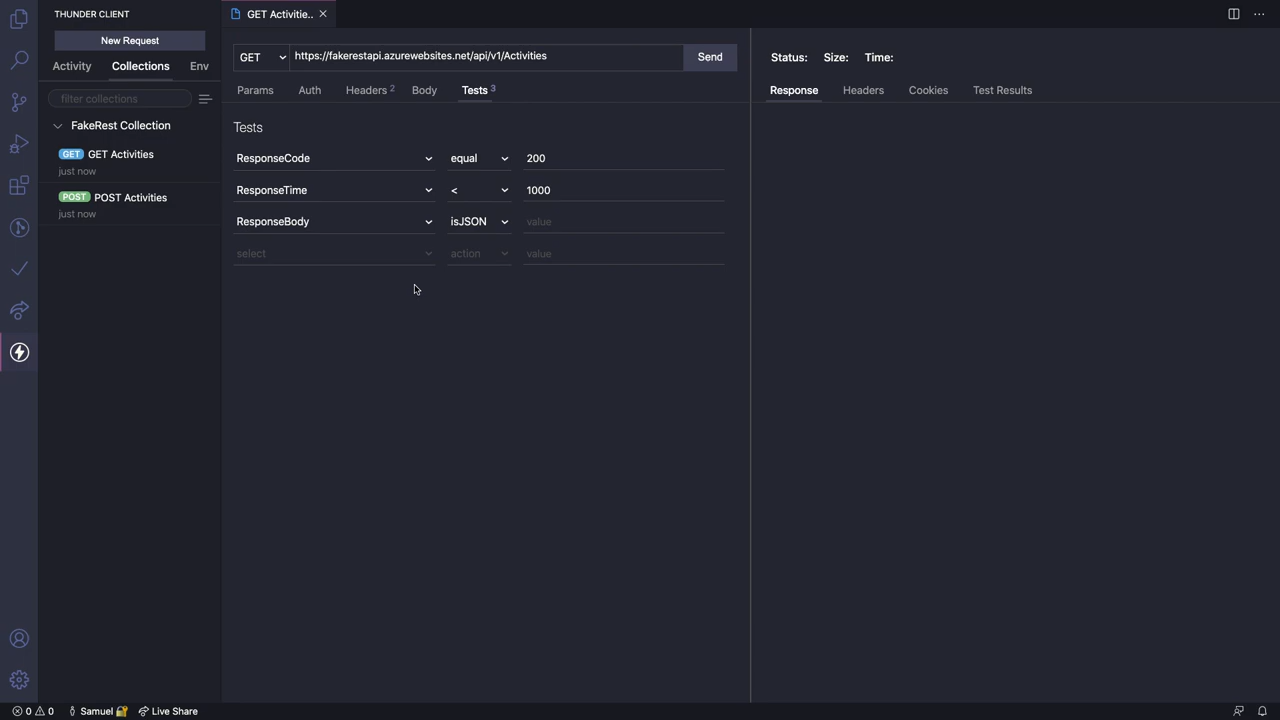 THUNDER CLIENT
New Request
Activity Collections Env
filter collections
FakeRest Collection
GET GET Activities
just now
POST POST Activities
just now
GET Activitie..
GET https://fakerestapi.azurewebsites.net/api/v1/Activities Send
Params Auth Headers 2 Body Tests 3
Tests
ResponseCode equal 200
ResponseTime < 1000
ResponseBody isJSON value
select action value
Status: Size: Time:
Response Headers Cookies Test Results
0 0 Samuel Live Share